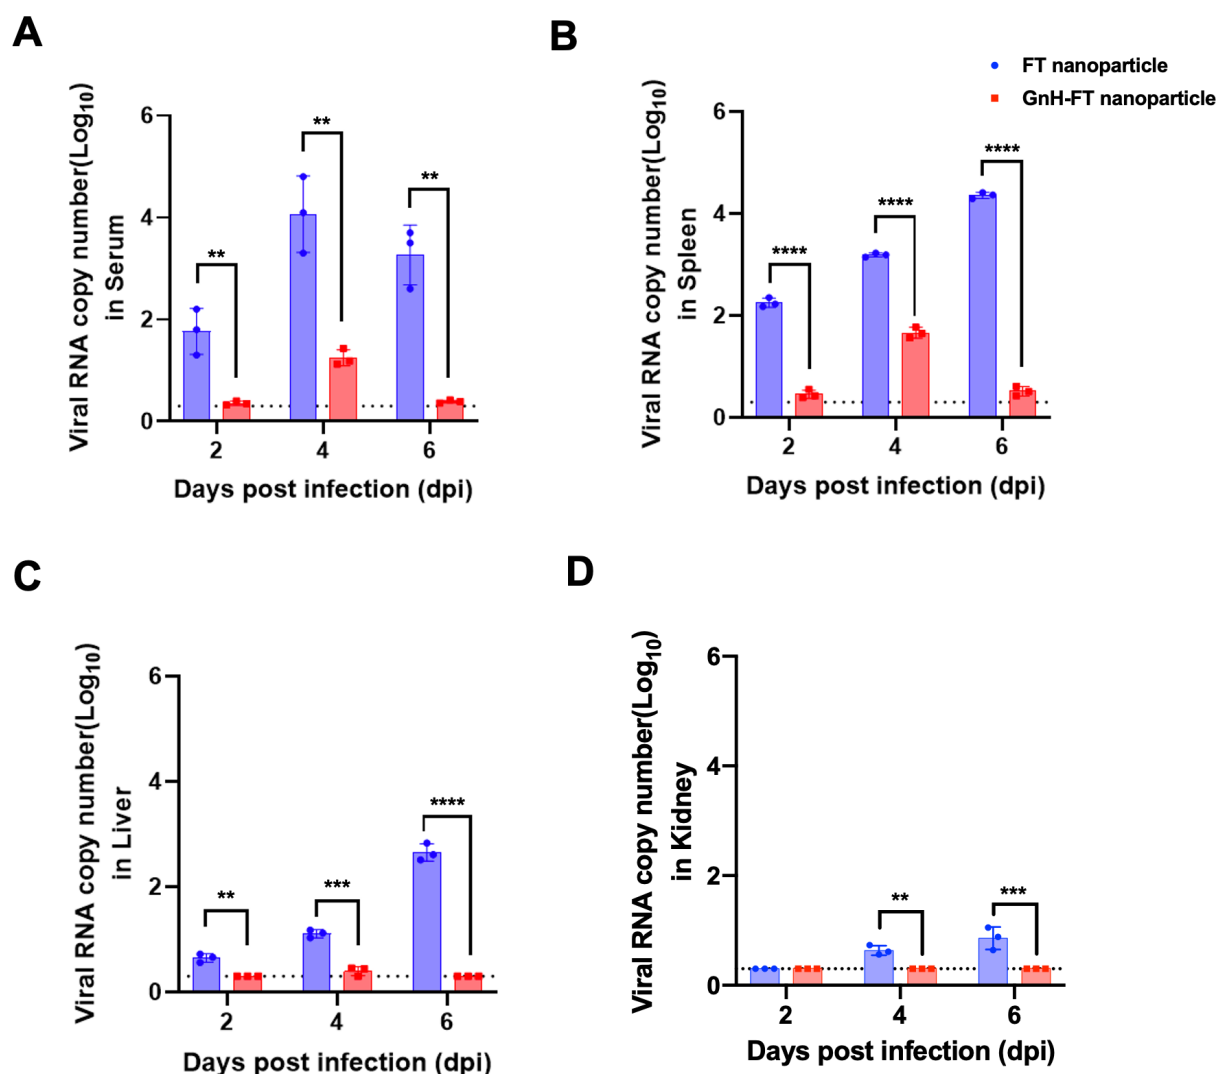 A
Viral RNA copy number(Log10)
in Serum
6
4
2
0
**
**
**
2
4
6
Days post infection (dpi)
B
FT nanoparticle
GnH-FT nanoparticle
Viral RNA copy number(Log10)
in Spleen
6
4
2
0
****
****
****
2
4
6
Days post infection (dpi)
C
Viral RNA copy number(Log10)
in Liver
6
4
2
0
**
***
****
2
4
6
Days post infection (dpi)
D
Viral RNA copy number(Log10)
in Kidney
6
4
2
0
**
***
2
4
6
Days post infection (dpi)